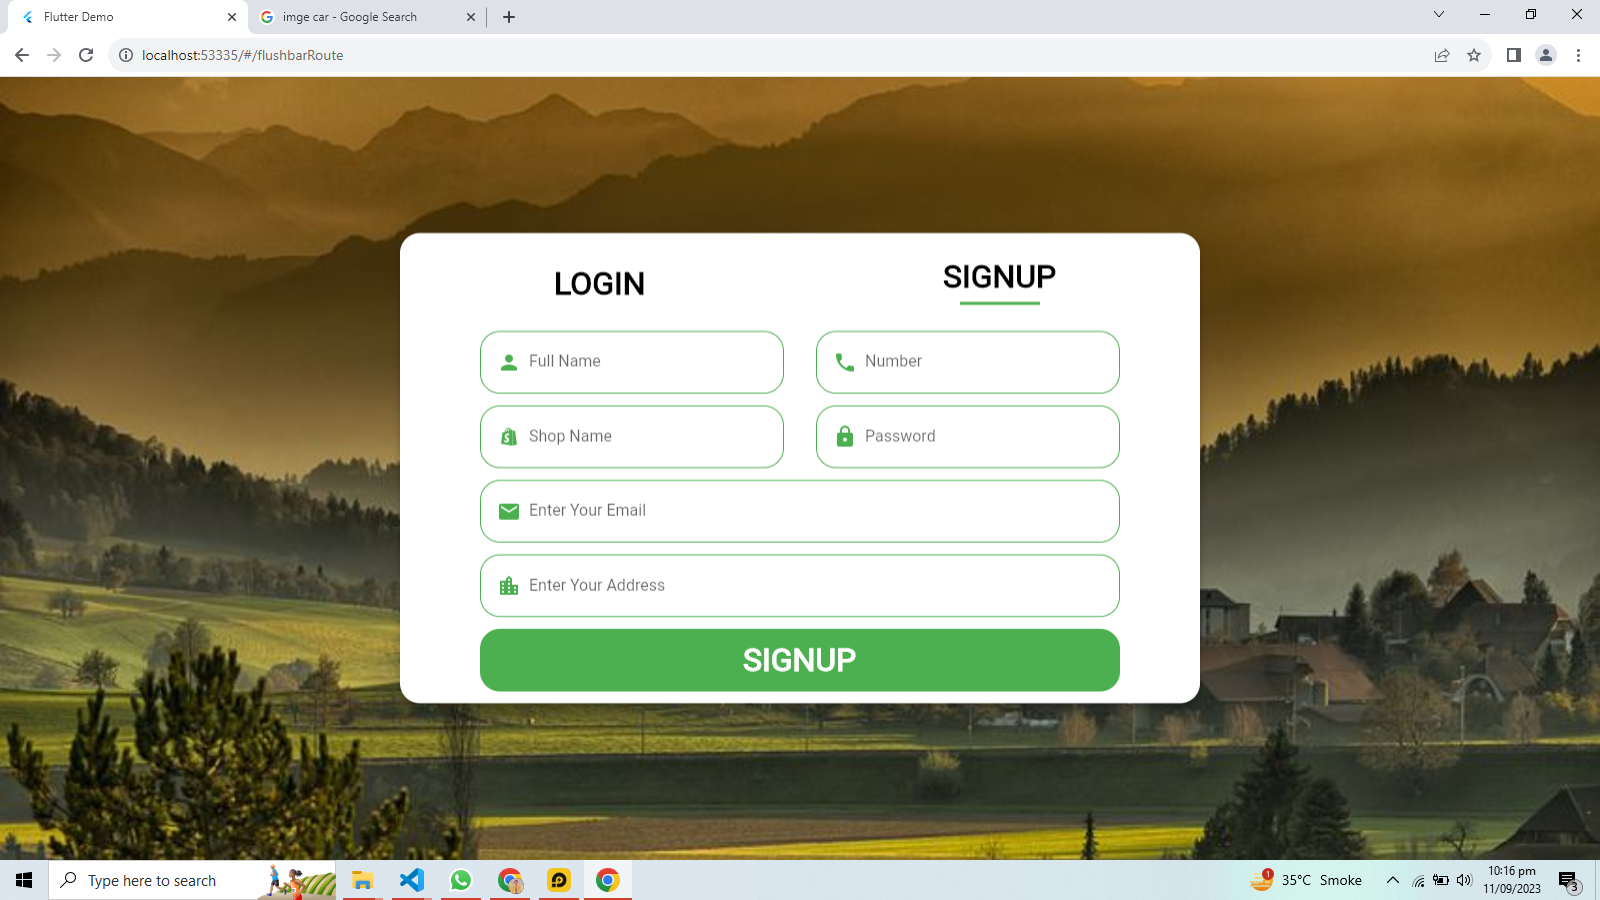 Flutter Demo
imge car - Google Search
localhost:53335/#/flushbarRoute
LOGIN
SIGNUP
Full Name
Number
Shop Name
Password
Enter Your Email
Enter Your Address
SIGNUP
Type here to search
1
35°C Smoke
10:16 pm
11/09/2023
3